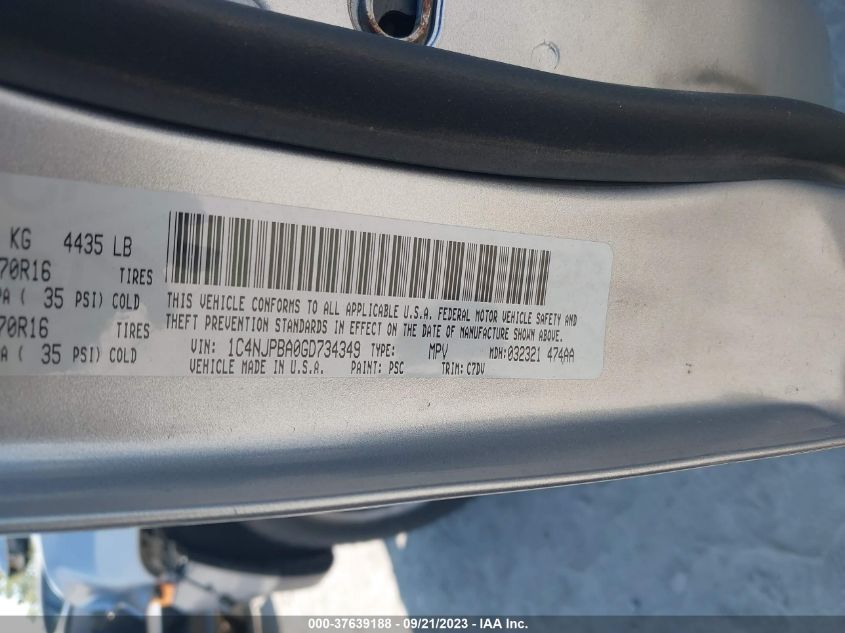 KG 4435 LB
70R16 TIRES
PA ( 35 PSI) COLD
70R16 TIRES
PA ( 35 PSI) COLD
THIS VEHICLE CONFORMS TO ALL APPLICABLE U.S.A. FEDERAL MOTOR VEHICLE SAFETY AND
THEFT PREVENTION STANDARDS IN EFFECT ON THE DATE OF MANUFACTURE SHOWN ABOVE.
VIN: 1C4NJPBA0GD734349 TYPE: MPV MDH:032321 474AA
VEHICLE MADE IN U.S.A. PAINT: PSC TRIM: C7DV
000-37639188 - 09/21/2023 - IAA Inc.